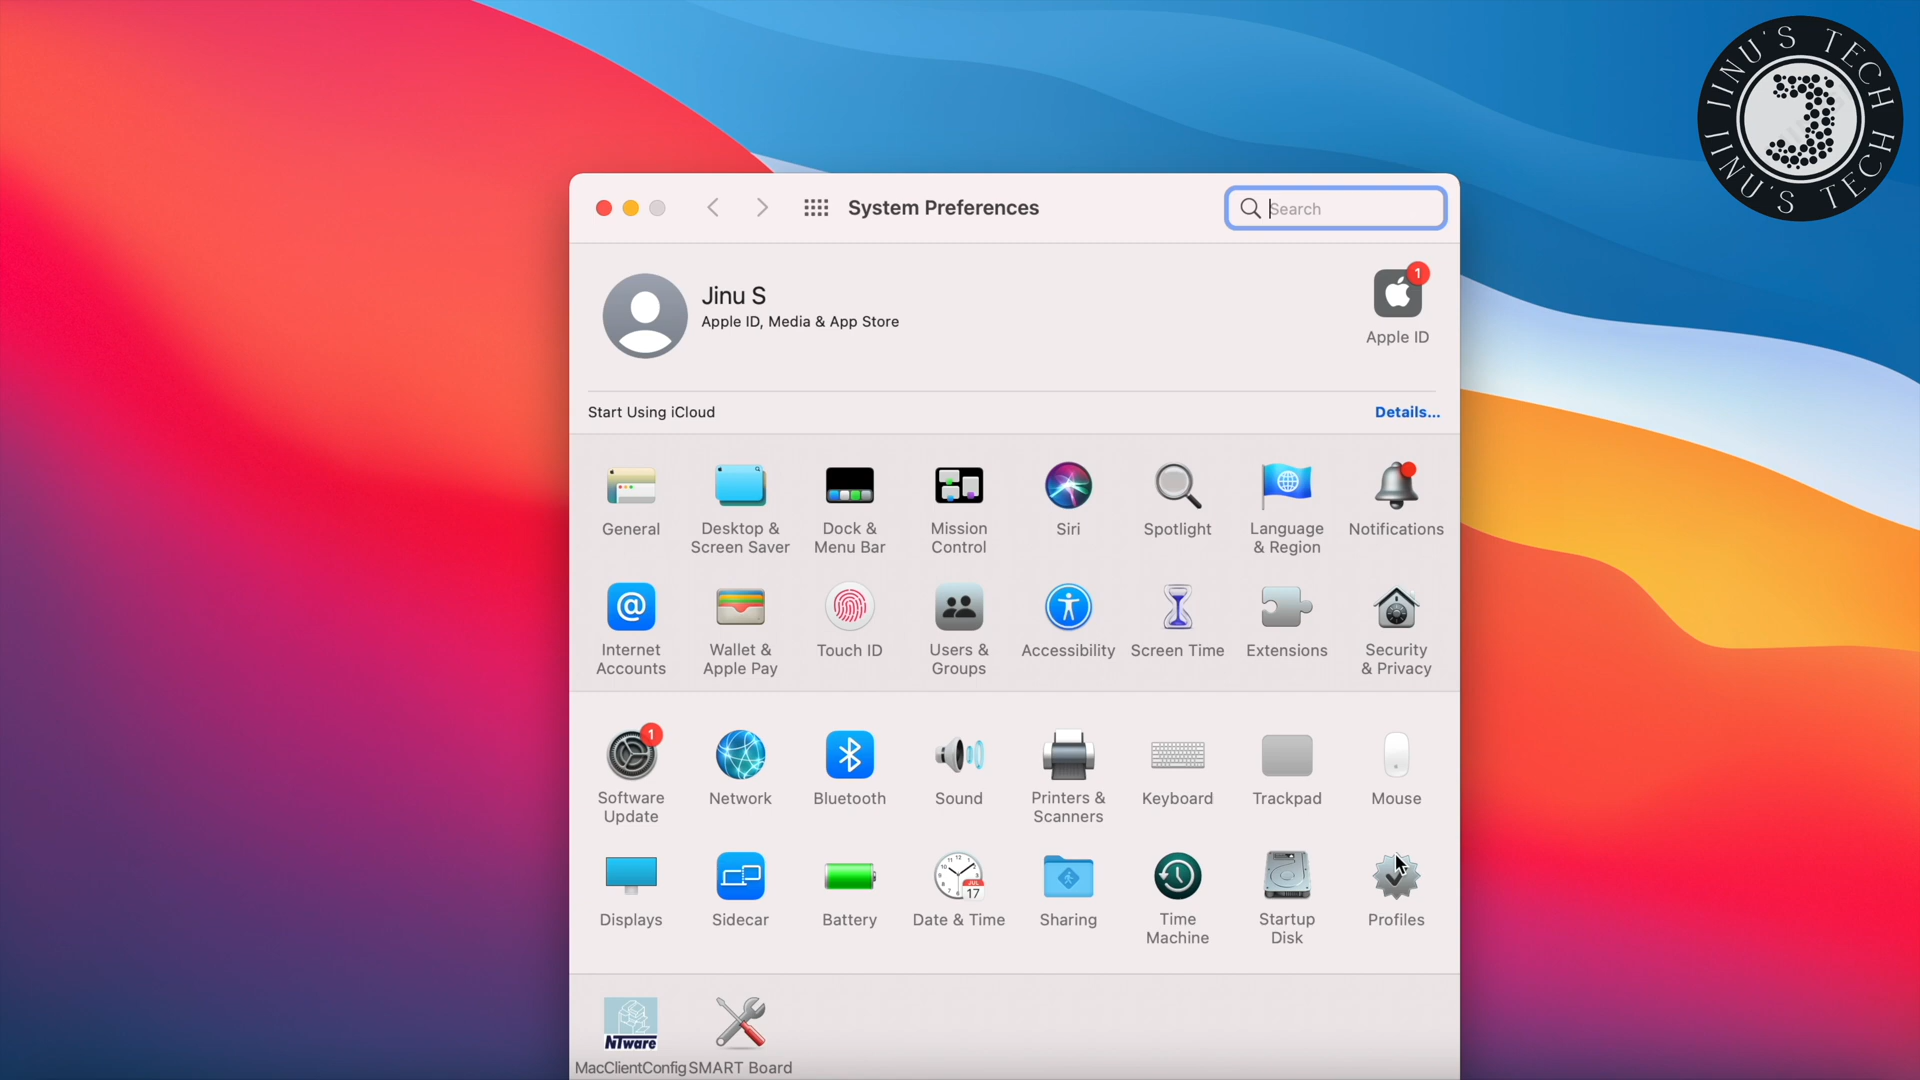 JINU'S TECH
JINU'S TECH
System Preferences
Search
Jinu S
Apple ID, Media & App Store
1
Apple ID
Start Using iCloud
Details...
General
Desktop &
Screen Saver
Dock &
Menu Bar
Mission
Control
Siri
Spotlight
Language
& Region
Notifications
@
Internet
Accounts
Wallet &
Apple Pay
Touch ID
Users &
Groups
Accessibility
Screen Time
Extensions
Security
& Privacy
1
Software
Update
Network
Bluetooth
Sound
Printers &
Scanners
Keyboard
Trackpad
Mouse
Displays
Sidecar
Battery
JUL
17
Date & Time
Sharing
Time
Machine
Startup
Disk
Profiles
NTware
MacClientConfig
SMART Board